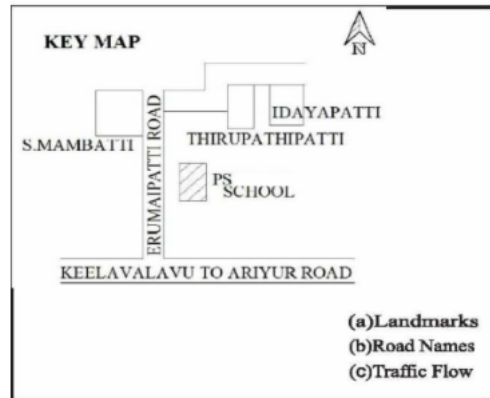 KEY MAP
N
IDAYAPATTI
S.MAMBATTI
THIRUPATHIPATTI
ERUMAIPATTI ROAD
PS
SCHOOL
KEELAVALAVU TO ARIYUR ROAD
(a)Landmarks
(b)Road Names
(c)Traffic Flow